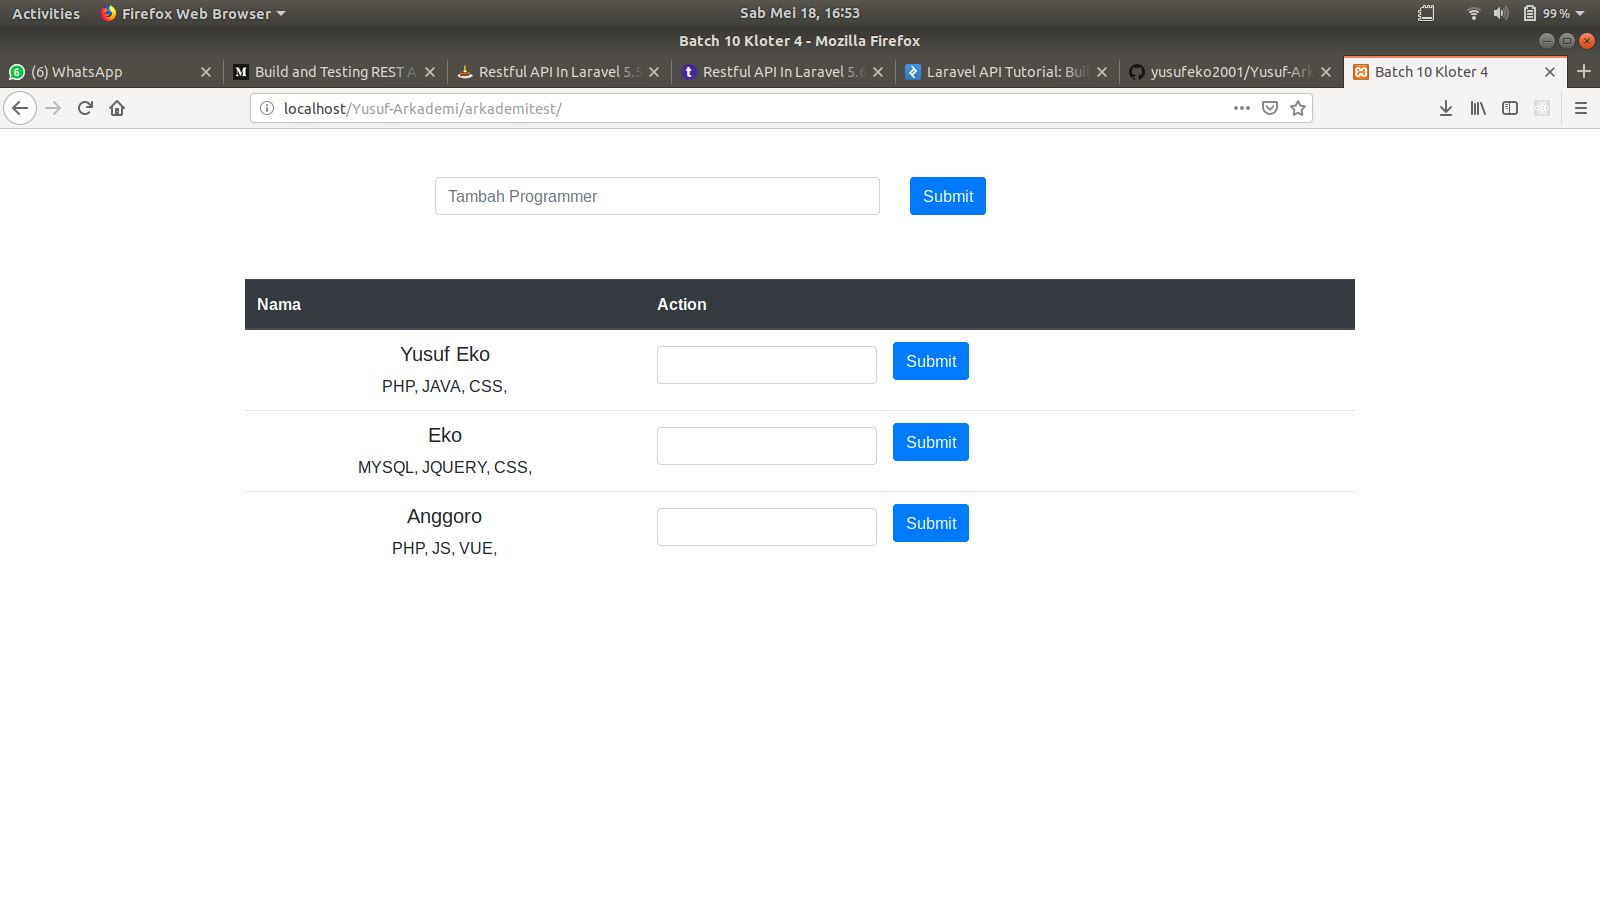 Activities Firefox Web Browser Sab Mei 18, 16:53 99 %
Batch 10 Kloter 4 - Mozilla Firefox
6 (6) WhatsApp M Build and Testing REST A Restful API In Laravel 5.5 t Restful API In Laravel 5.6 Laravel API Tutorial: Buil yusufeko2001/Yusuf-Ark Batch 10 Kloter 4
localhost/Yusuf-Arkademi/arkademitest/
Tambah Programmer Submit
Nama Action
Yusuf Eko
PHP, JAVA, CSS,
Submit
Eko
MYSQL, JQUERY, CSS,
Submit
Anggoro
PHP, JS, VUE,
Submit